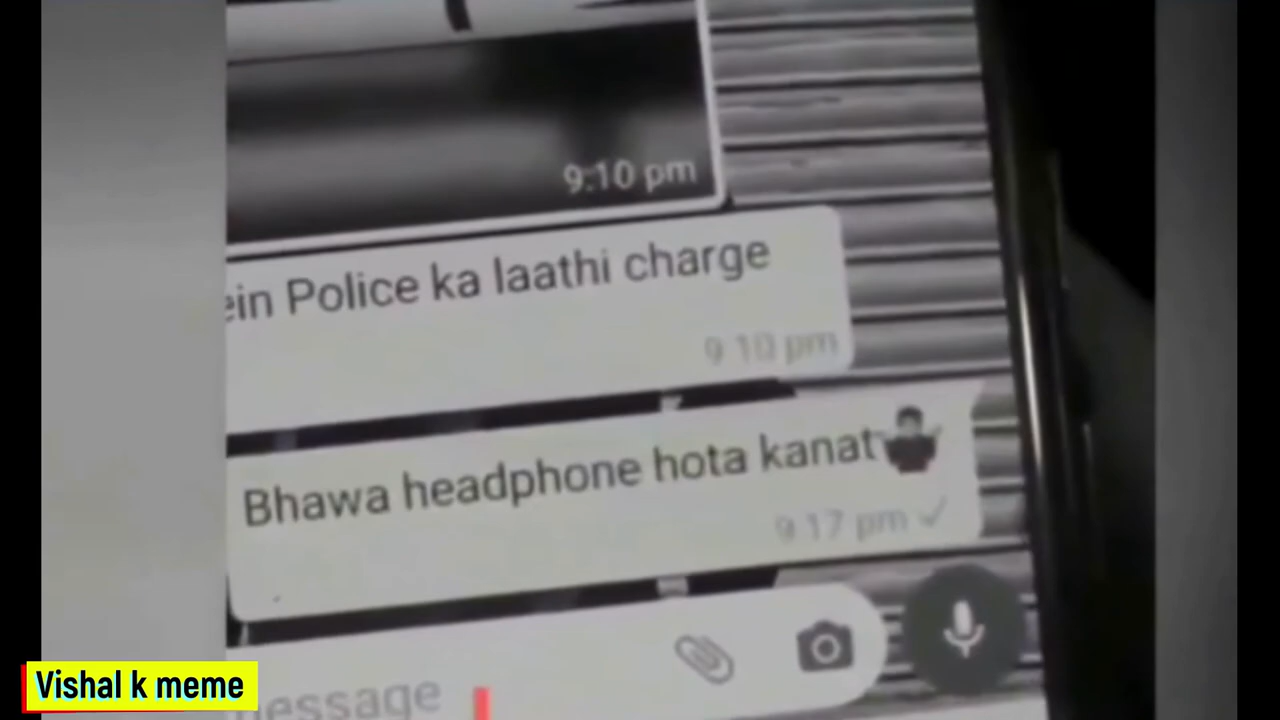 9:10 pm
ein Police ka laathi charge
9 10 pm
Bhawa headphone hota kanat🤷
9 17 pm ✓
essage
Vishal k meme